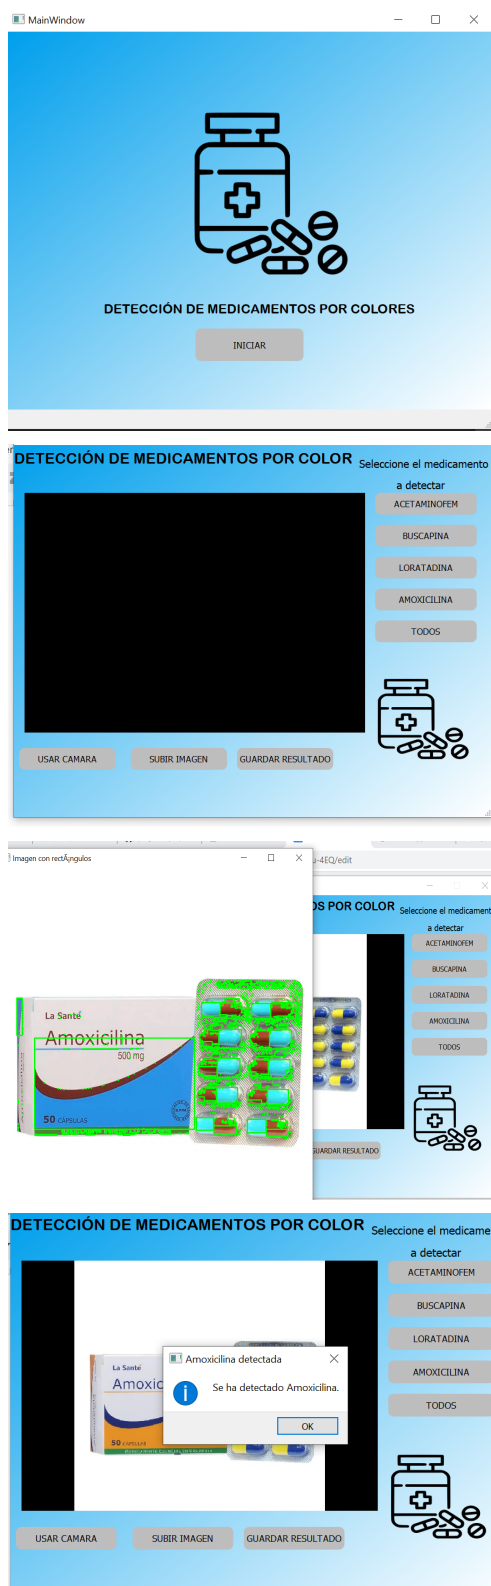 MainWindow
DETECCIÓN DE MEDICAMENTOS POR COLORES
INICIAR
DETECCIÓN DE MEDICAMENTOS POR COLOR
Seleccione el medicamento
a detectar
ACETAMINOFEM
BUSCAPINA
LORATADINA
AMOXICILINA
TODOS
USAR CAMARA
SUBIR IMAGEN
GUARDAR RESULTADO
Imagen con rectÃ¡ngulos
u-4EQ/edit
OS POR COLOR
Seleccione el medicament
a detectar
ACETAMINOFEM
BUSCAPINA
LORATADINA
AMOXICILINA
TODOS
La Santé
Amoxicilina
500 mg
50 CÁPSULAS
GUARDAR RESULTADO
DETECCIÓN DE MEDICAMENTOS POR COLOR
Seleccione el medicame
a detectar
ACETAMINOFEM
BUSCAPINA
LORATADINA
AMOXICILINA
TODOS
Amoxicilina detectada
Se ha detectado Amoxicilina.
OK
La Santé
Amoxic
50 CÁPSULAS
USAR CAMARA
SUBIR IMAGEN
GUARDAR RESULTADO